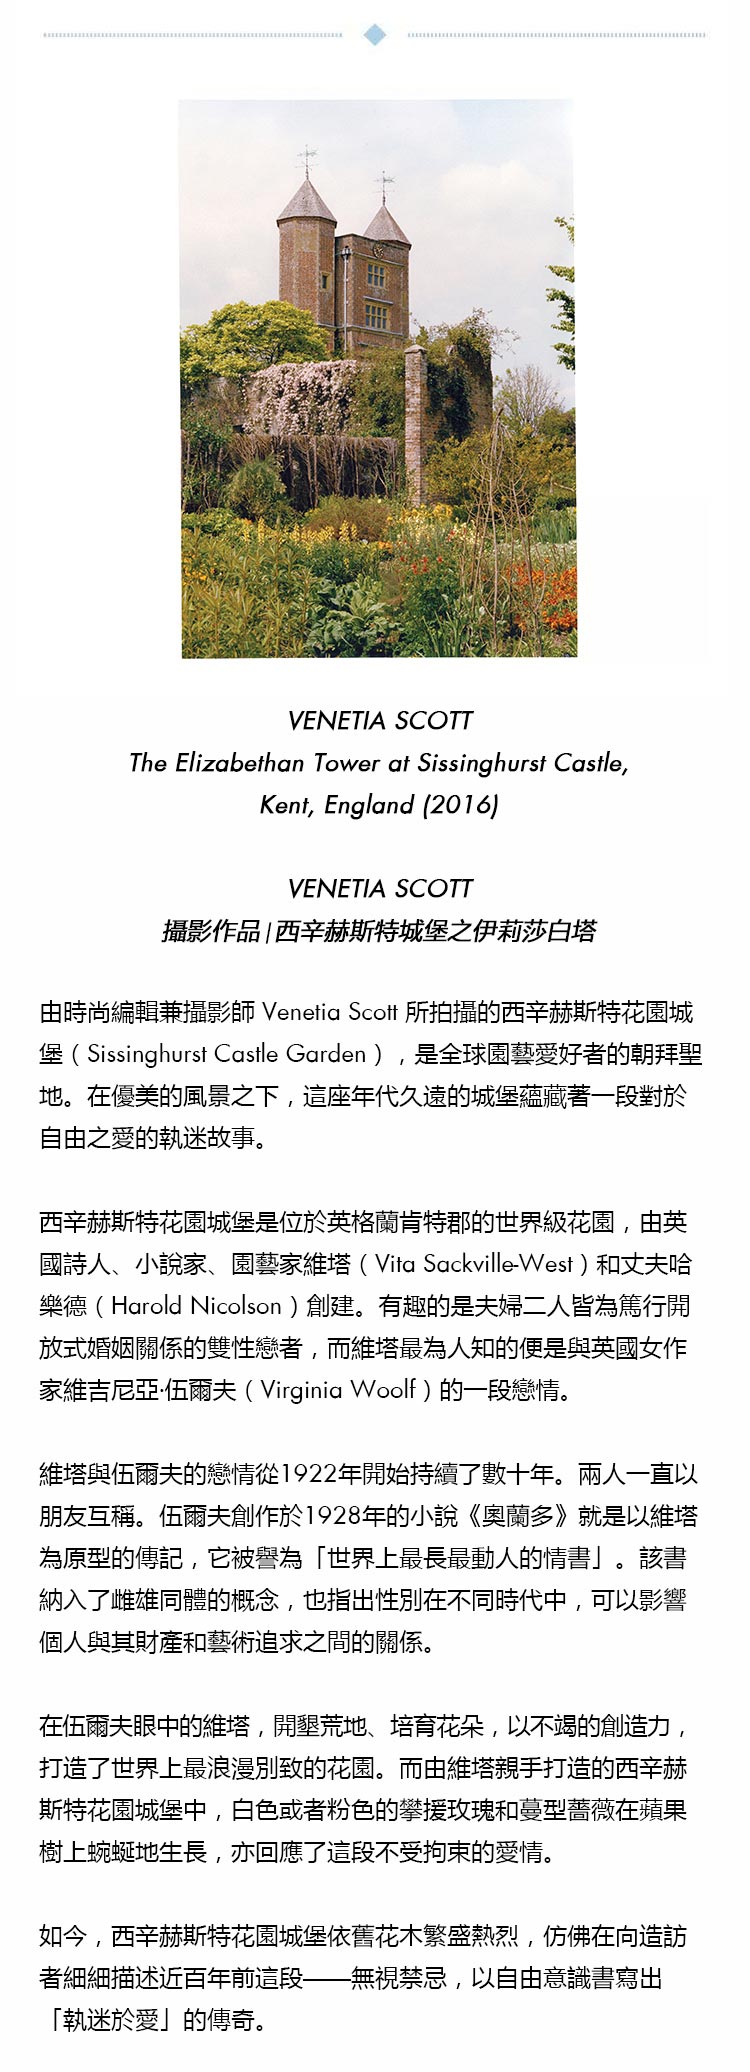 VENETIA SCOTT
The Elizabethan Tower at Sissinghurst Castle,
Kent, England (2016)
VENETIA SCOTT
攝影作品|西辛赫斯特城堡之伊莉莎白塔
由時尚編輯兼攝影師 Venetia Scott 所拍攝的西辛赫斯特花園城
堡（Sissinghurst Castle Garden），是全球園藝愛好者的朝拜聖
地。在優美的風景之下，這座年代久遠的城堡蘊藏著一段對於
自由之愛的執迷故事。
西辛赫斯特花園城堡是位於英格蘭肯特郡的世界級花園，由英
國詩人、小說家、園藝家維塔（Vita Sackville-West）和丈夫哈
樂德（Harold Nicolson）創建。有趣的是夫婦二人皆為篤行開
放式婚姻關係的雙性戀者，而維塔最為人知的便是與英國女作
家維吉尼亞·伍爾夫（Virginia Woolf）的一段戀情。
維塔與伍爾夫的戀情從1922年開始持續了數十年。兩人一直以
朋友互稱。伍爾夫創作於1928年的小說《奧蘭多》就是以維塔
為原型的傳記，它被譽為「世界上最長最動人的情書」。該書
納入了雌雄同體的概念，也指出性別在不同時代中，可以影響
個人與其財產和藝術追求之間的關係。
在伍爾夫眼中的維塔，開墾荒地、培育花朵，以不竭的創造力，
打造了世界上最浪漫別致的花園。而由維塔親手打造的西辛赫
斯特花園城堡中，白色或者粉色的攀援玫瑰和蔓型薔薇在蘋果
樹上蜿蜒地生長，亦回應了這段不受拘束的愛情。
如今，西辛赫斯特花園城堡依舊花木繁盛熱烈，仿佛在向造訪
者細細描述近百年前這段——無視禁忌，以自由意識書寫出
「執迷於愛」的傳奇。